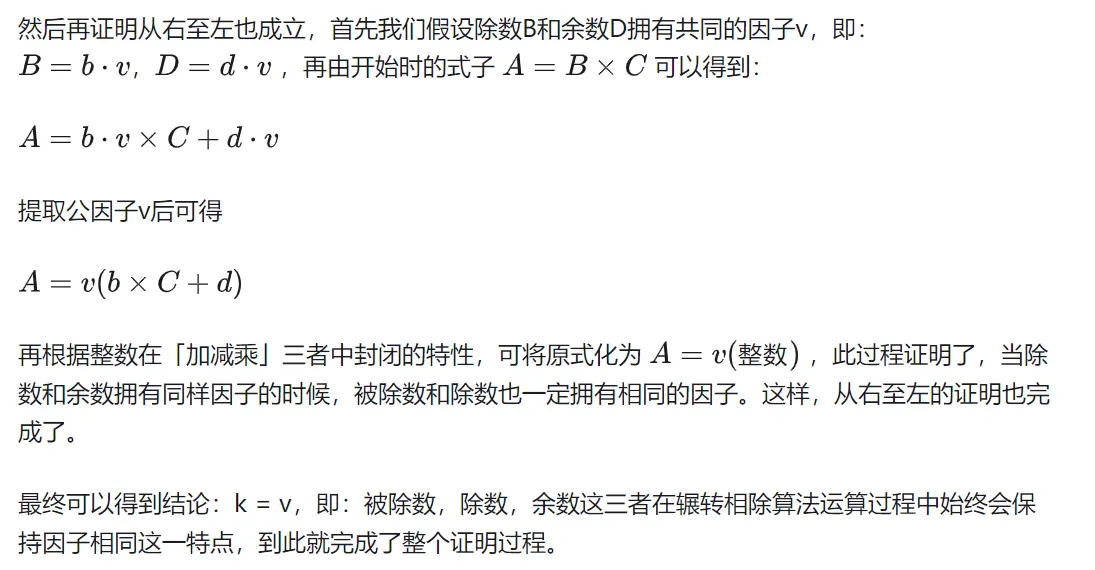 然后再证明从右至左也成立，首先我们假设除数B和余数D拥有共同的因子v，即：
B = b · v，D = d · v ，再由开始时的式子 A = B × C 可以得到：
A = b · v × C + d · v
提取公因子v后可得
A = v(b × C + d)
再根据整数在「加减乘」三者中封闭的特性，可将原式化为 A = v(整数) ，此过程证明了，当除
数和余数拥有同样因子的时候，被除数和除数也一定拥有相同的因子。这样，从右至左的证明也完
成了。
最终可以得到结论：k = v，即：被除数，除数，余数这三者在辗转相除算法运算过程中始终会保
持因子相同这一特点，到此就完成了整个证明过程。